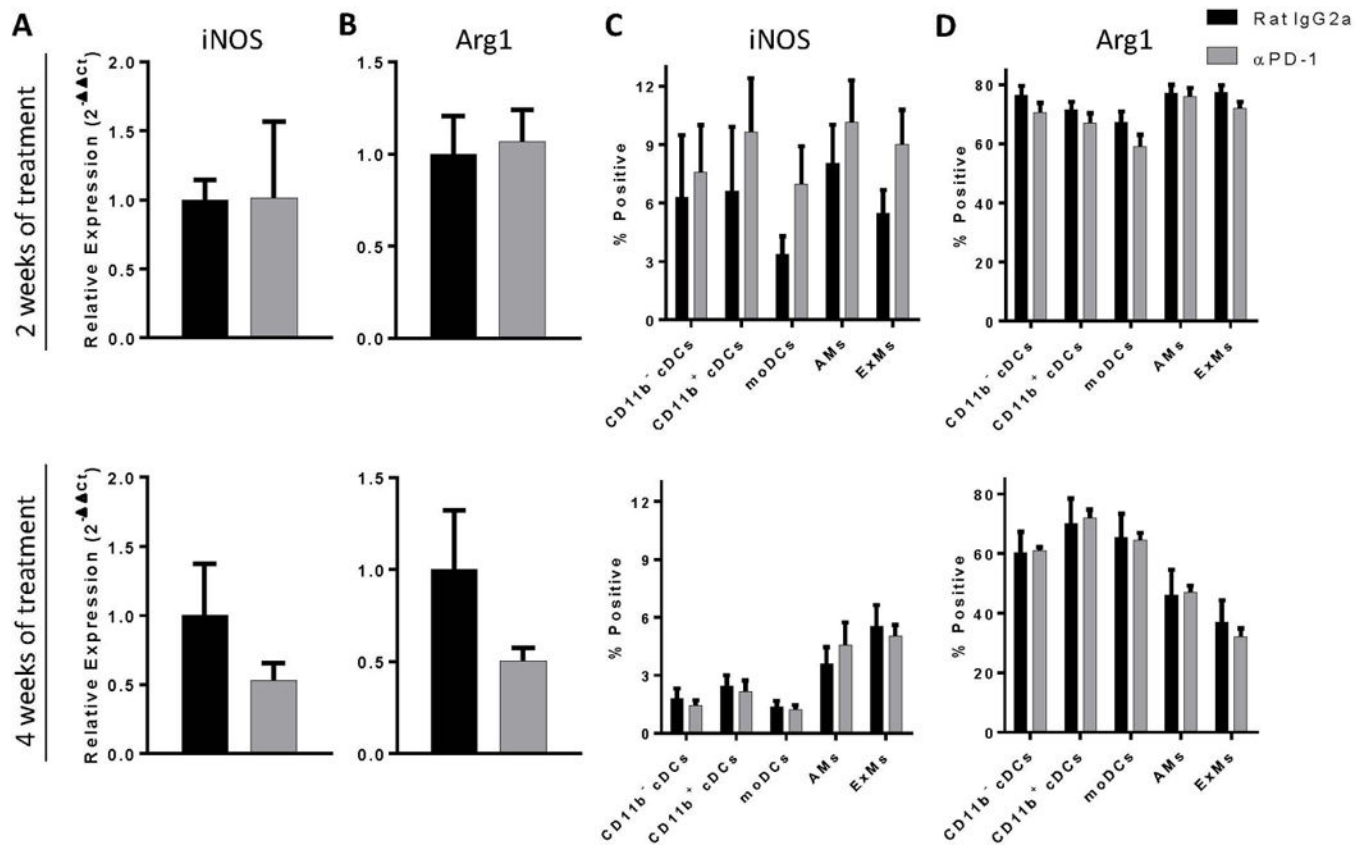 A
iNOS
B
Arg1
C
iNOS
D
Arg1
Rat IgG2a
αPD-1
2 weeks of treatment
Relative Expression (2^-ΔΔCt)
2.0
1.5
1.0
0.5
0.0
1.5
1.0
0.5
0.0
% Positive
12
9
6
3
0
CD11b- cDCs
CD11b+ cDCs
moDCs
AMs
ExMs
% Positive
80
60
40
20
0
CD11b- cDCs
CD11b+ cDCs
moDCs
AMs
ExMs
4 weeks of treatment
Relative Expression (2^-ΔΔCt)
2.0
1.5
1.0
0.5
0.0
1.5
1.0
0.5
0.0
% Positive
12
9
6
3
0
CD11b- cDCs
CD11b+ cDCs
moDCs
AMs
ExMs
% Positive
80
60
40
20
0
CD11b- cDCs
CD11b+ cDCs
moDCs
AMs
ExMs